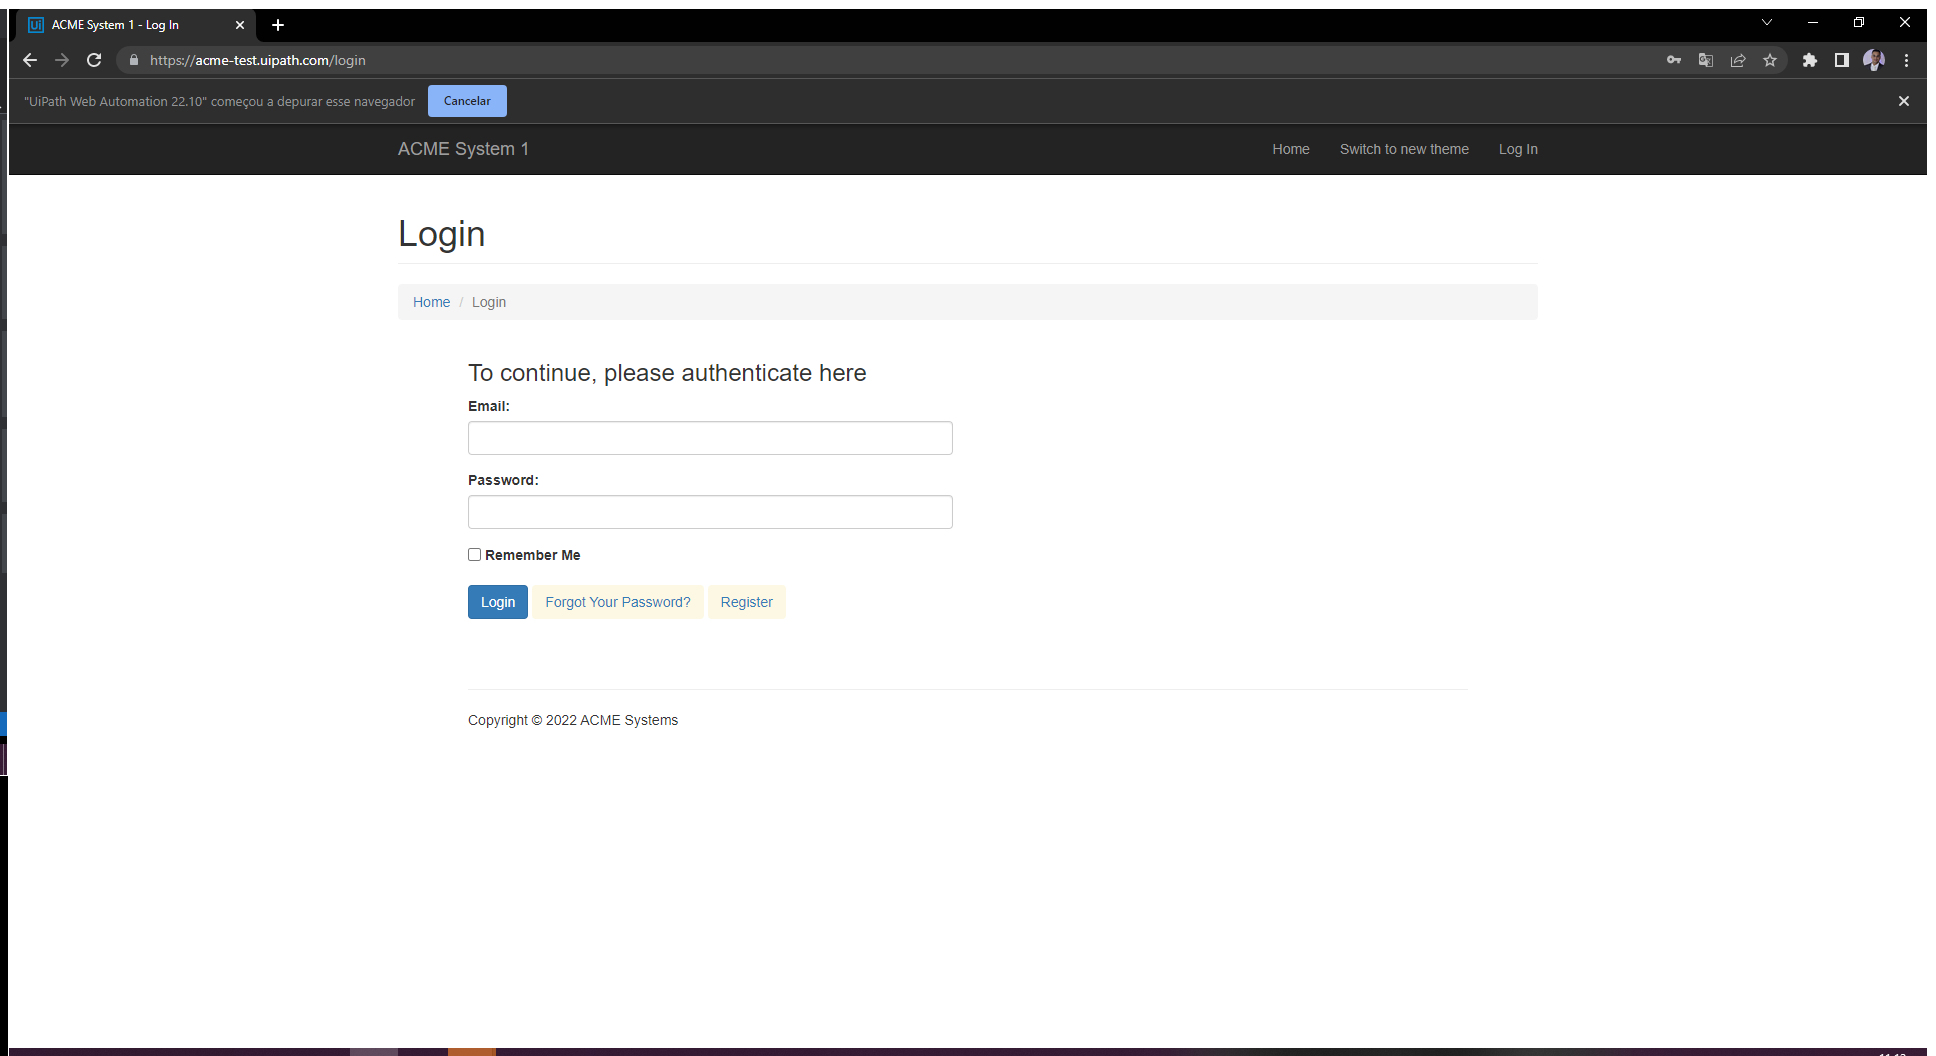 ACME System 1 - Log In
https://acme-test.uipath.com/login
"UiPath Web Automation 22.10" começou a depurar esse navegador Cancelar
ACME System 1 Home Switch to new theme Log In
Login
Home / Login
To continue, please authenticate here
Email:
Password:
Remember Me
Login Forgot Your Password? Register
Copyright © 2022 ACME Systems